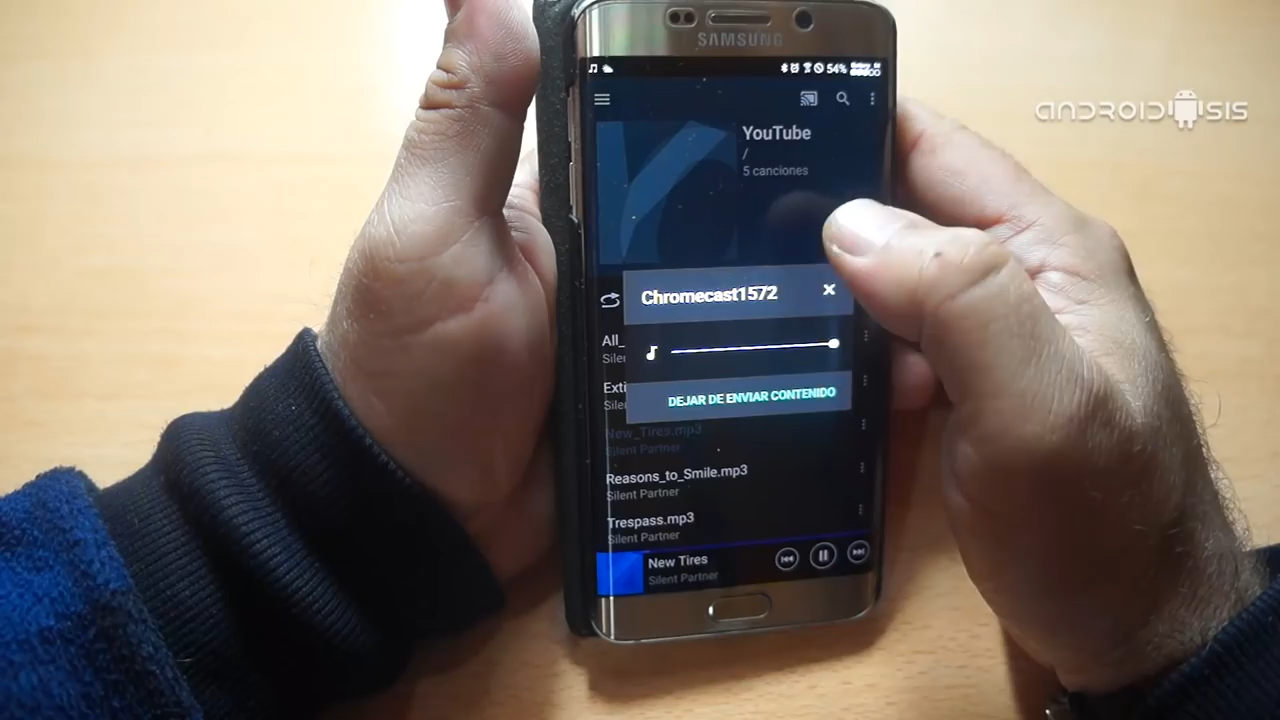 SAMSUNG
54%
YouTube
/
5 canciones
ANDROIDSIS
Chromecast1572
All_
Silen
Exti
Silen
DEJAR DE ENVIAR CONTENIDO
New_Tires.mp3
Silent Partner
Reasons_to_Smile.mp3
Silent Partner
Trespass.mp3
Silent Partner
New Tires
Silent Partner